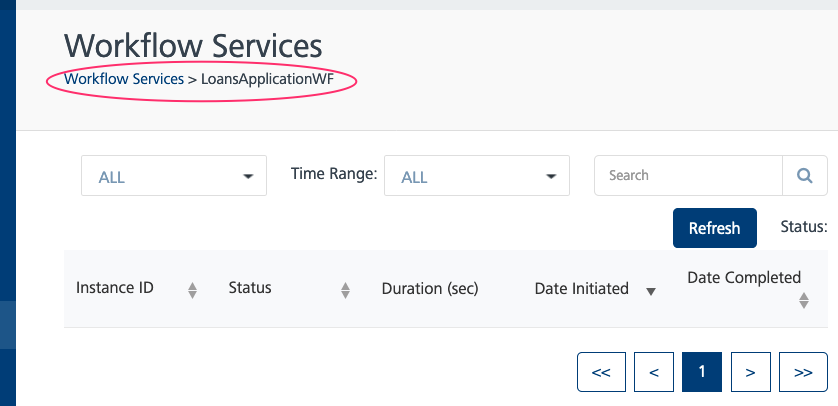 Workflow Services
Workflow Services > LoansApplicationWF
ALL Time Range: ALL Search
Refresh Status:
Instance ID Status Duration (sec) Date Initiated Date Completed
<< < 1 > >>